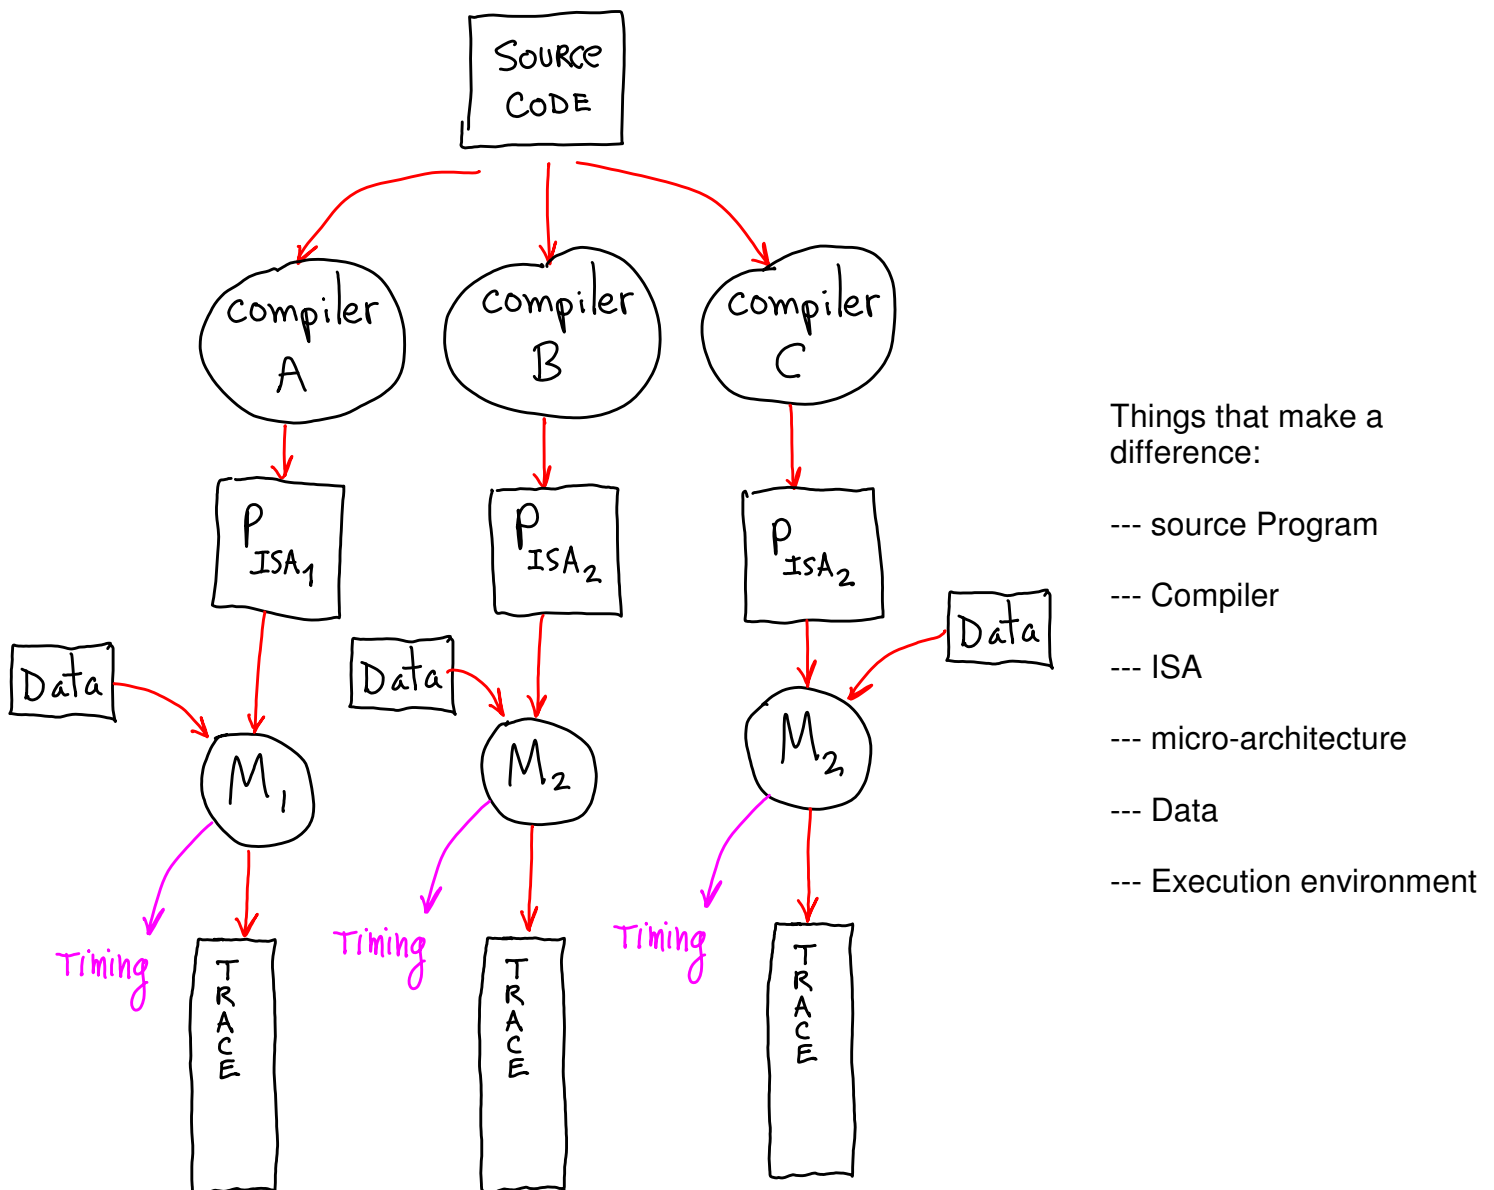 SOURCE
CODE
compiler
A
compiler
B
compiler
C
P
ISA1
P
ISA2
P
ISA2
Data
Data
Data
M1
M2
M2
Timing
Timing
Timing
TRACE
TRACE
TRACE
Things that make a
difference:
--- source Program
--- Compiler
--- ISA
--- micro-architecture
--- Data
--- Execution environment